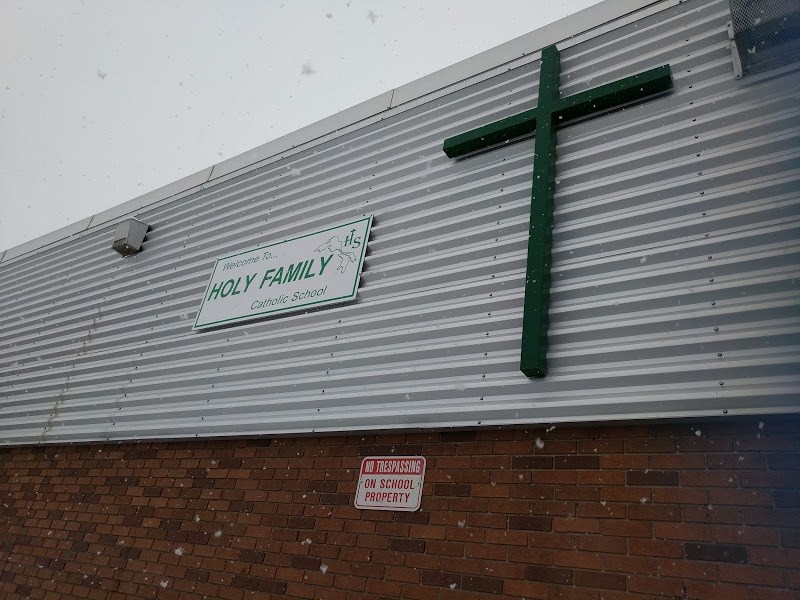 Welcome To...
HOLY FAMILY
Catholic School
HS
NO TRESPASSING
ON SCHOOL
PROPERTY